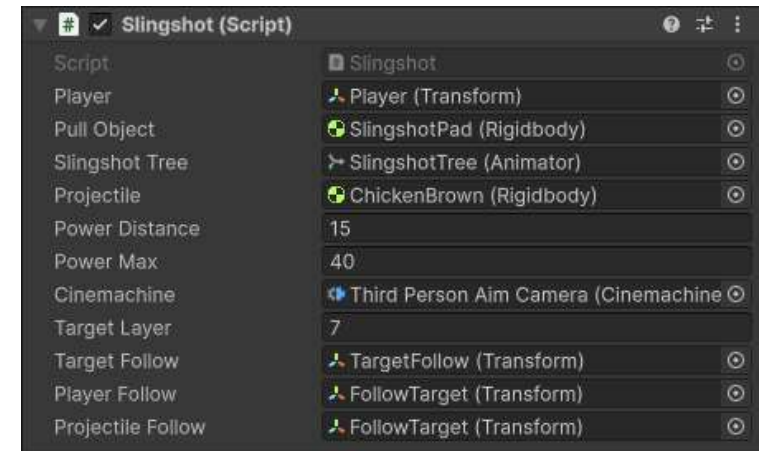 # Slingshot (Script)
Script Slingshot
Player Player (Transform)
Pull Object SlingshotPad (Rigidbody)
Slingshot Tree SlingshotTree (Animator)
Projectile ChickenBrown (Rigidbody)
Power Distance 15
Power Max 40
Cinemachine Third Person Aim Camera (Cinemachine
Target Layer 7
Target Follow TargetFollow (Transform)
Player Follow FollowTarget (Transform)
Projectile Follow FollowTarget (Transform)